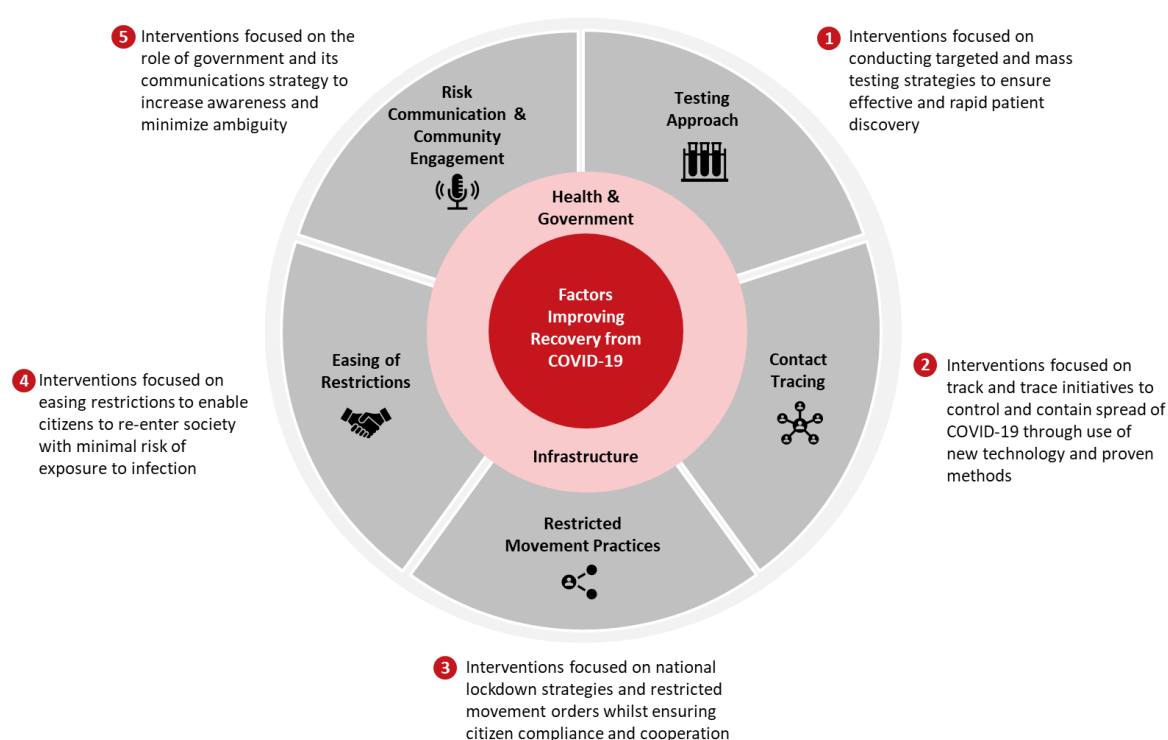 5
Interventions focused on the
role of government and its
communications strategy to
increase awareness and
minimize ambiguity
1
Interventions focused on
conducting targeted and mass
testing strategies to ensure
effective and rapid patient
discovery
Risk
Communication &
Community
Engagement
Testing
Approach
Health &
Government
Factors
Improving
Recovery from
COVID-19
Infrastructure
Easing of
Restrictions
Contact
Tracing
4
Interventions focused on
easing restrictions to enable
citizens to re-enter society
with minimal risk of
exposure to infection
2
Interventions focused on
track and trace initiatives to
control and contain spread of
COVID-19 through use of
new technology and proven
methods
Restricted
Movement Practices
3
Interventions focused on national
lockdown strategies and restricted
movement orders whilst ensuring
citizen compliance and cooperation